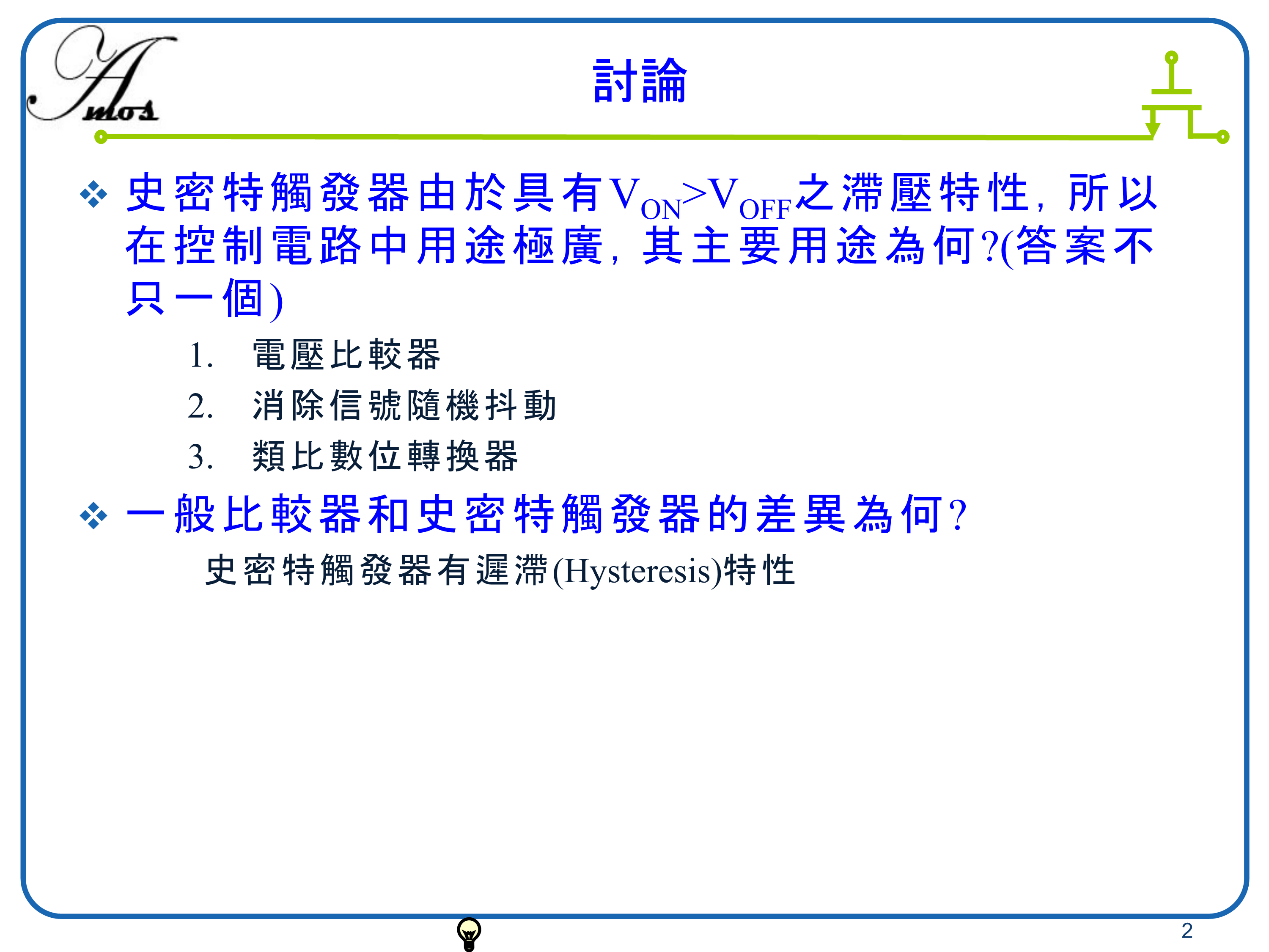 Amos
討論
史密特觸發器由於具有VON>VOFF之滯壓特性, 所以
在控制電路中用途極廣, 其主要用途為何?(答案不
只一個)
1. 電壓比較器
2. 消除信號隨機抖動
3. 類比數位轉換器
一般比較器和史密特觸發器的差異為何?
史密特觸發器有遲滯(Hysteresis)特性
2